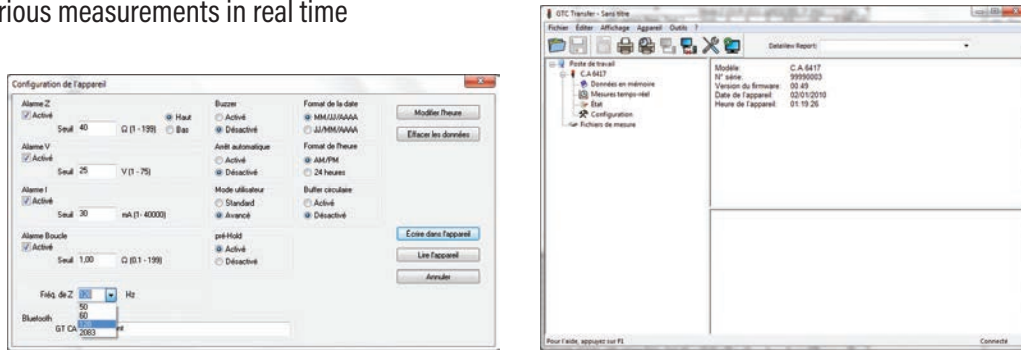 rious measurements in real time
Configuration de l'appareil
Alarme Z
Activé
Seuil 40 Ω (1 - 199)
Haut
Bas
Buzzer
Activé
Désactivé
Format de la date
MM/JJ/AAAA
JJ/MM/AAAA
Modifier l'heure
Effacer les données
Alarme V
Activé
Seuil 25 V (1 - 75)
Arrêt automatique
Activé
Désactivé
Format de l'heure
AM/PM
24 heures
Alarme I
Activé
Seuil 30 mA (1 - 40000)
Mode utilisateur
Standard
Avancé
Buffer circulaire
Activé
Désactivé
Alarme Boucle
Activé
Seuil 1,00 Ω (0.1 - 199)
pré-Hold
Activé
Désactivé
Écrire dans l'appareil
Lire l'appareil
Annuler
Fréq. de Z 120 Hz
50
60
120
2083
Bluetooth
GT CA
OTC Transfer - Sans titre
Fichier Éditer Affichage Appareil Outils ?
Dataview Report:
Poste de travail
C.A 6417
Données en mémoire
Mesures temps-réel
État
Configuration
Fichiers de mesure
Modèle: C.A 6417
N° série: 99990003
Version du firmware: 00.49
Date de l'appareil: 02/01/2010
Heure de l'appareil: 01:19:26
Pour l'aide, appuyez sur F1
Connecté